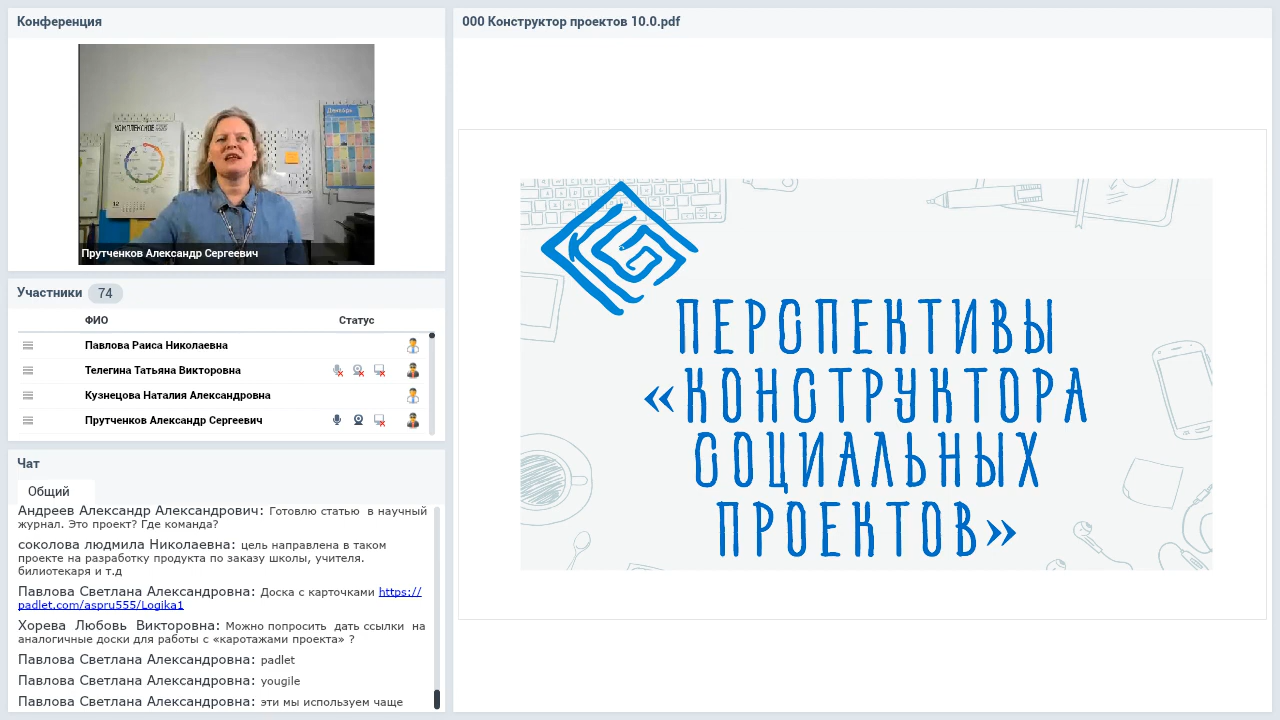 Конференция
КОМПЛЕКСНОЕ
Декабрь
12
Прутченков Александр Сергеевич
Участники 74
ФИО Статус
Павлова Раиса Николаевна
Телегина Татьяна Викторовна
Кузнецова Наталия Александровна
Прутченков Александр Сергеевич
Чат
Общий
Андреев Александр Александрович: Готовлю статью в научный
журнал. Это проект? Где команда?
соколова людмила Николаевна: цель направлена в таком
проекте на разработку продукта по заказу школы, учителя.
билиотекаря и т.д
Павлова Светлана Александровна: Доска с карточками https://
padlet.com/aspru555/Logika1
Хорева Любовь Викторовна: Можно попросить дать ссылки на
аналогичные доски для работы с «каротажами проекта» ?
Павлова Светлана Александровна: padlet
Павлова Светлана Александровна: yougile
Павлова Светлана Александровна: эти мы используем чаще
000 Конструктор проектов 10.0.pdf
ПЕРСПЕКТИВЫ
«КОНСТРУКТОРА
СОЦИАЛЬНЫХ
ПРОЕКТОВ»